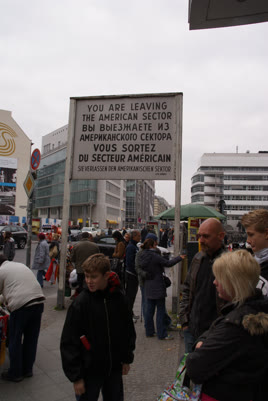 YOU ARE LEAVING
THE AMERICAN SECTOR
ВЫ ВЫЕЗЖАЕТЕ ИЗ
АМЕРИКАНСКОГО СЕКТОРА
VOUS SORTEZ
DU SECTEUR AMÉRICAIN
SIE VERLASSEN DEN AMERIKANISCHEN SEKTOR